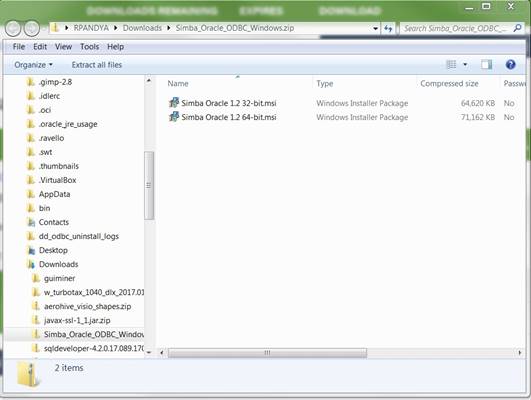 DOWNLOADS REMAINING EXPIRES DOWNLOAD
RPANDYA Downloads Simba_Oracle_ODBC_Windows.zip Search Simba_Oracle_ODBC_...
File Edit View Tools Help
Organize Extract all files
.gimp-2.8
.idlerc
.oci
.oracle_jre_usage
.ravello
.swt
.thumbnails
.VirtualBox
AppData
bin
Contacts
dd_odbc_uninstall_logs
Desktop
Downloads
guiminer
w_turbotax_1040_dlx_2017.01
aerohive_visio_shapes.zip
javax-ssl-1_1.jar.zip
Simba_Oracle_ODBC_Window
sqldeveloper-4.2.0.17.089.170
Name Type Compressed size Passwo
Simba Oracle 1.2 32-bit.msi Windows Installer Package 64,620 KB No
Simba Oracle 1.2 64-bit.msi Windows Installer Package 71,162 KB No
2 items